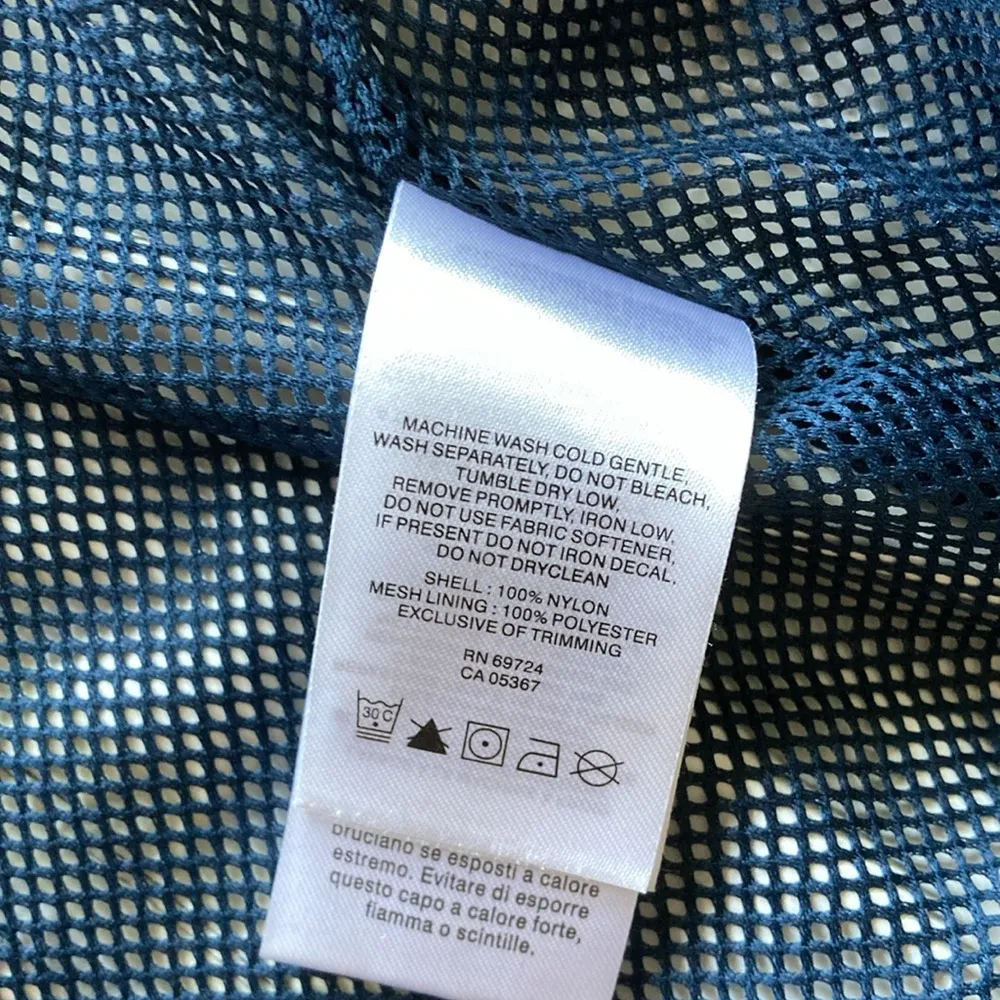 MACHINE WASH COLD GENTLE,
WASH SEPARATELY, DO NOT BLEACH,
TUMBLE DRY LOW,
REMOVE PROMPTLY, IRON LOW.
DO NOT USE FABRIC SOFTENER,
IF PRESENT DO NOT IRON DECAL,
DO NOT DRYCLEAN
SHELL : 100% NYLON
MESH LINING : 100% POLYESTER
EXCLUSIVE OF TRIMMING
RN 69724
CA 05367
30 C
bruciano se esposti a calore
estremo. Evitare di esporre
questo capo a calore forte,
fiamma o scintille.